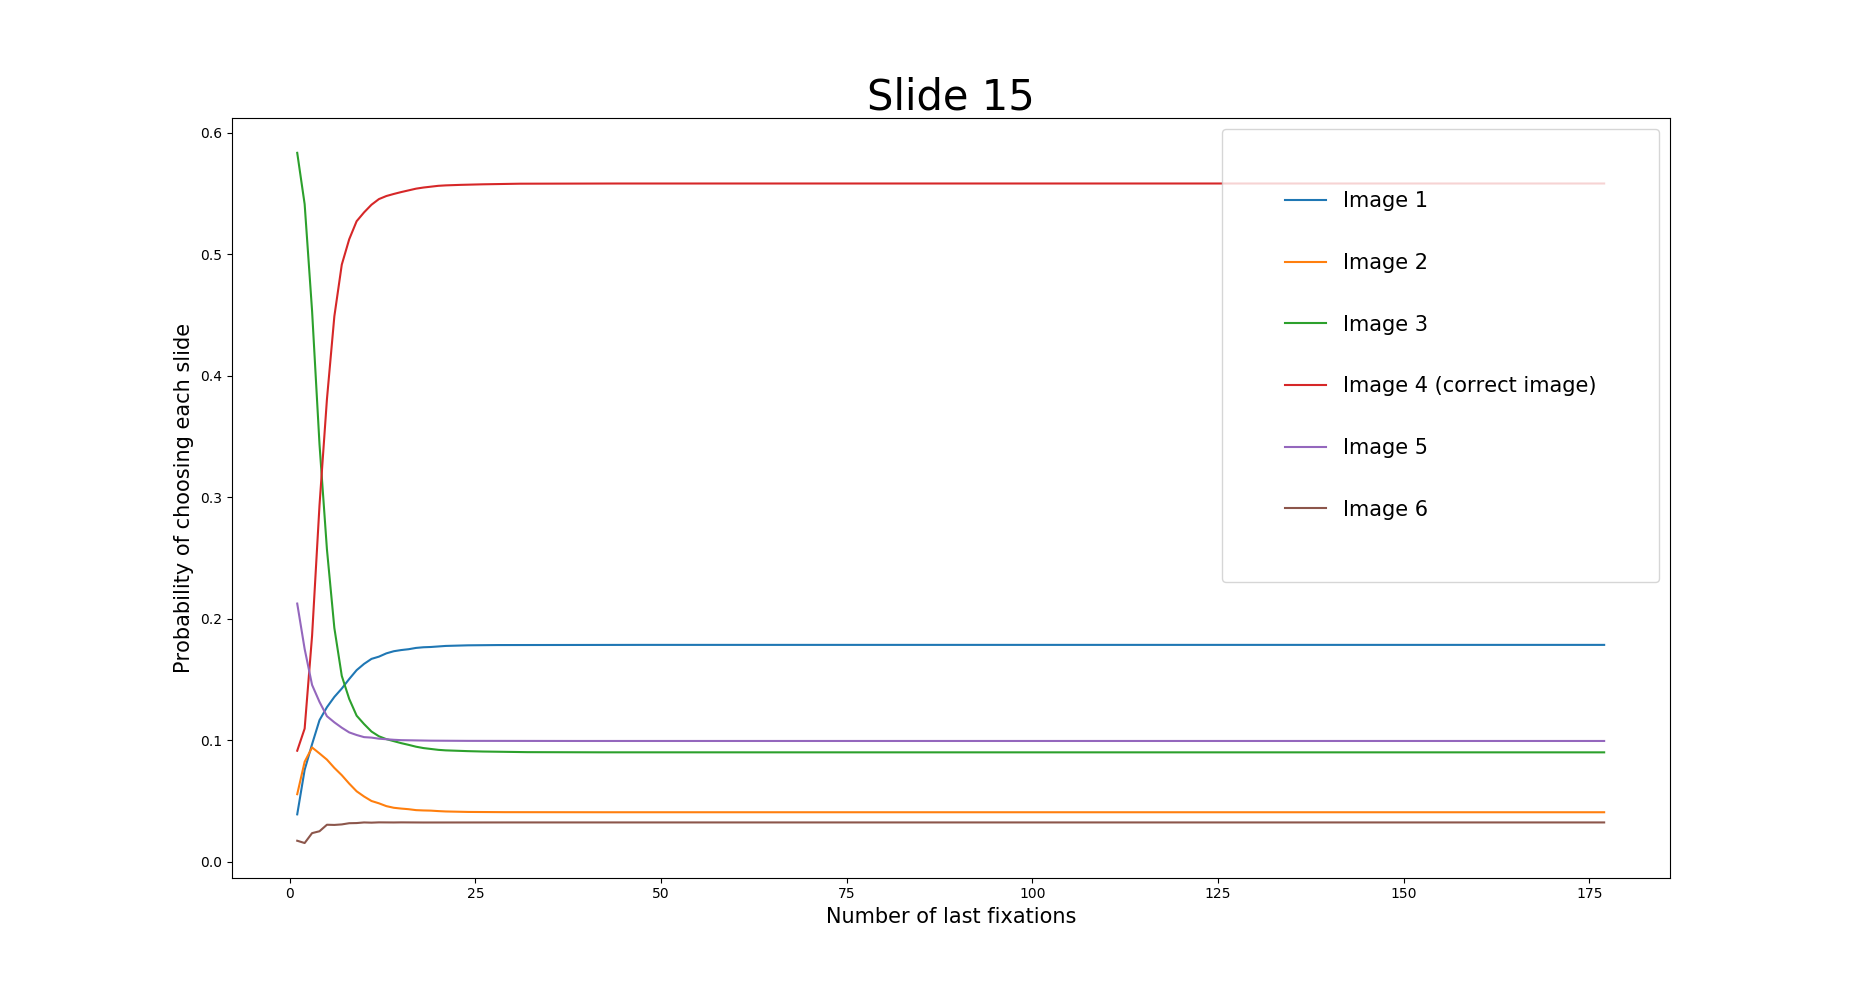 Slide 15
Probability of choosing each slide
0.6
0.5
0.4
0.3
0.2
0.1
0.0
Image 1
Image 2
Image 3
Image 4 (correct image)
Image 5
Image 6
0 25 50 75 100 125 150 175
Number of last fixations